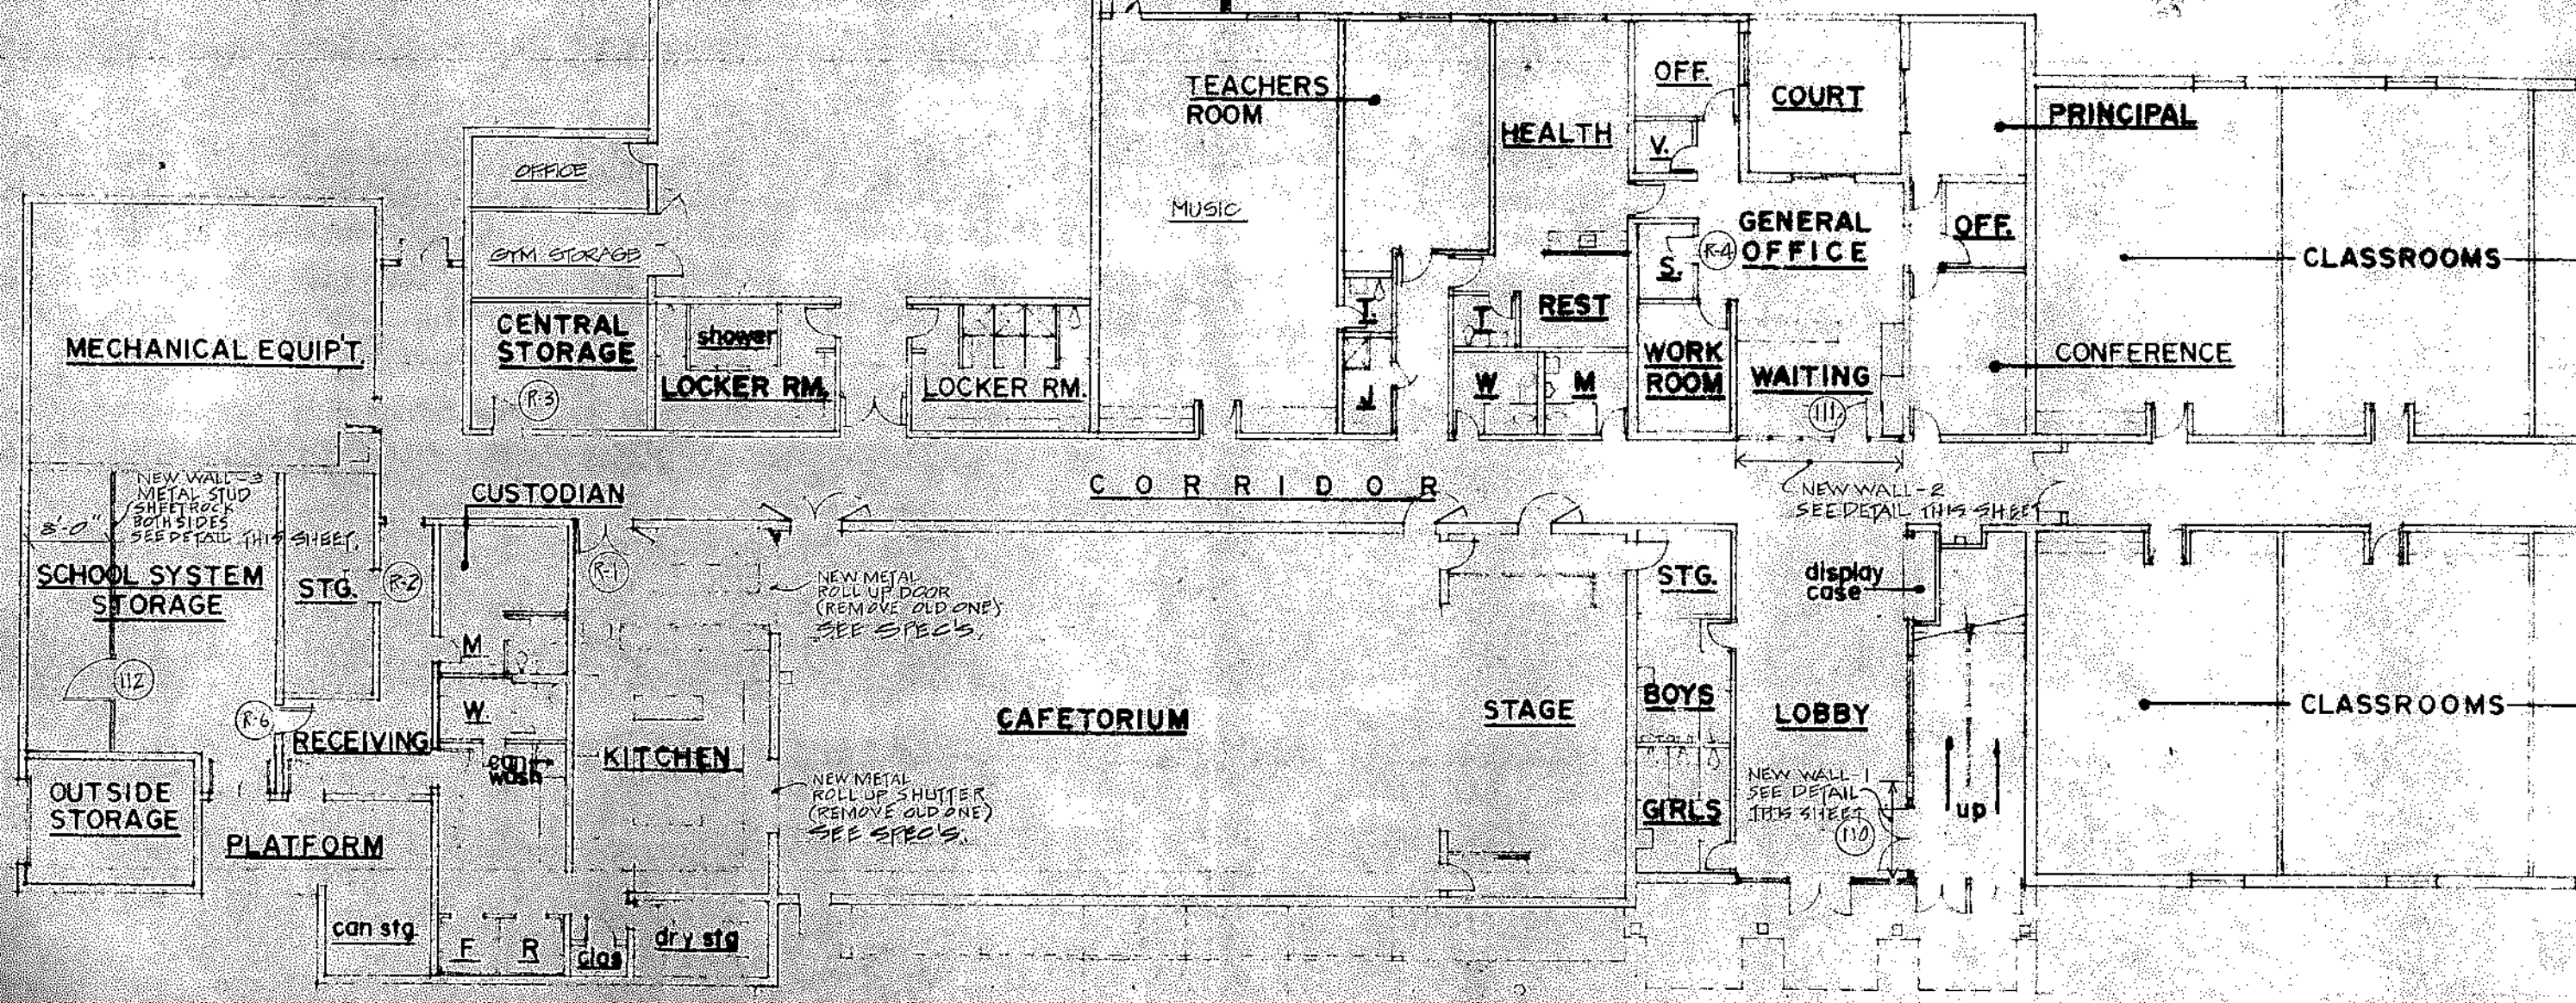 TEACHERS
ROOM
OFF.
COURT
PRINCIPAL
HEALTH
V.
OFFICE
MUSIC
GENERAL
OFFICE
OFF.
GYM STORAGE
S.
R-4
CLASSROOMS
MECHANICAL EQUIP'T.
CENTRAL
STORAGE
shower
LOCKER RM.
LOCKER RM.
T.
T
REST
WORK
ROOM
WAITING
CONFERENCE
R-3
J
W
M
111
NEW WALL-3
METAL STUD
SHEETROCK
BOTH SIDES
SEE DETAIL THIS SHEET.
8'-0"
CUSTODIAN
CORRIDOR
NEW WALL-2
SEE DETAIL THIS SHEET
SCHOOL SYSTEM
STORAGE
STG.
R-2
R-1
NEW METAL
ROLL UP DOOR
(REMOVE OLD ONE)
SEE SPEC'S.
STG.
display
case
M
112
W.
R-6
RECEIVING
can
wash
KITCHEN
CAFETORIUM
STAGE
BOYS
LOBBY
CLASSROOMS
OUTSIDE
STORAGE
NEW METAL
ROLL UP SHUTTER
(REMOVE OLD ONE)
SEE SPEC'S.
GIRLS
NEW WALL-1
SEE DETAIL
THIS SHEET
110
up
PLATFORM
can stg
F
R
clos
dry stg